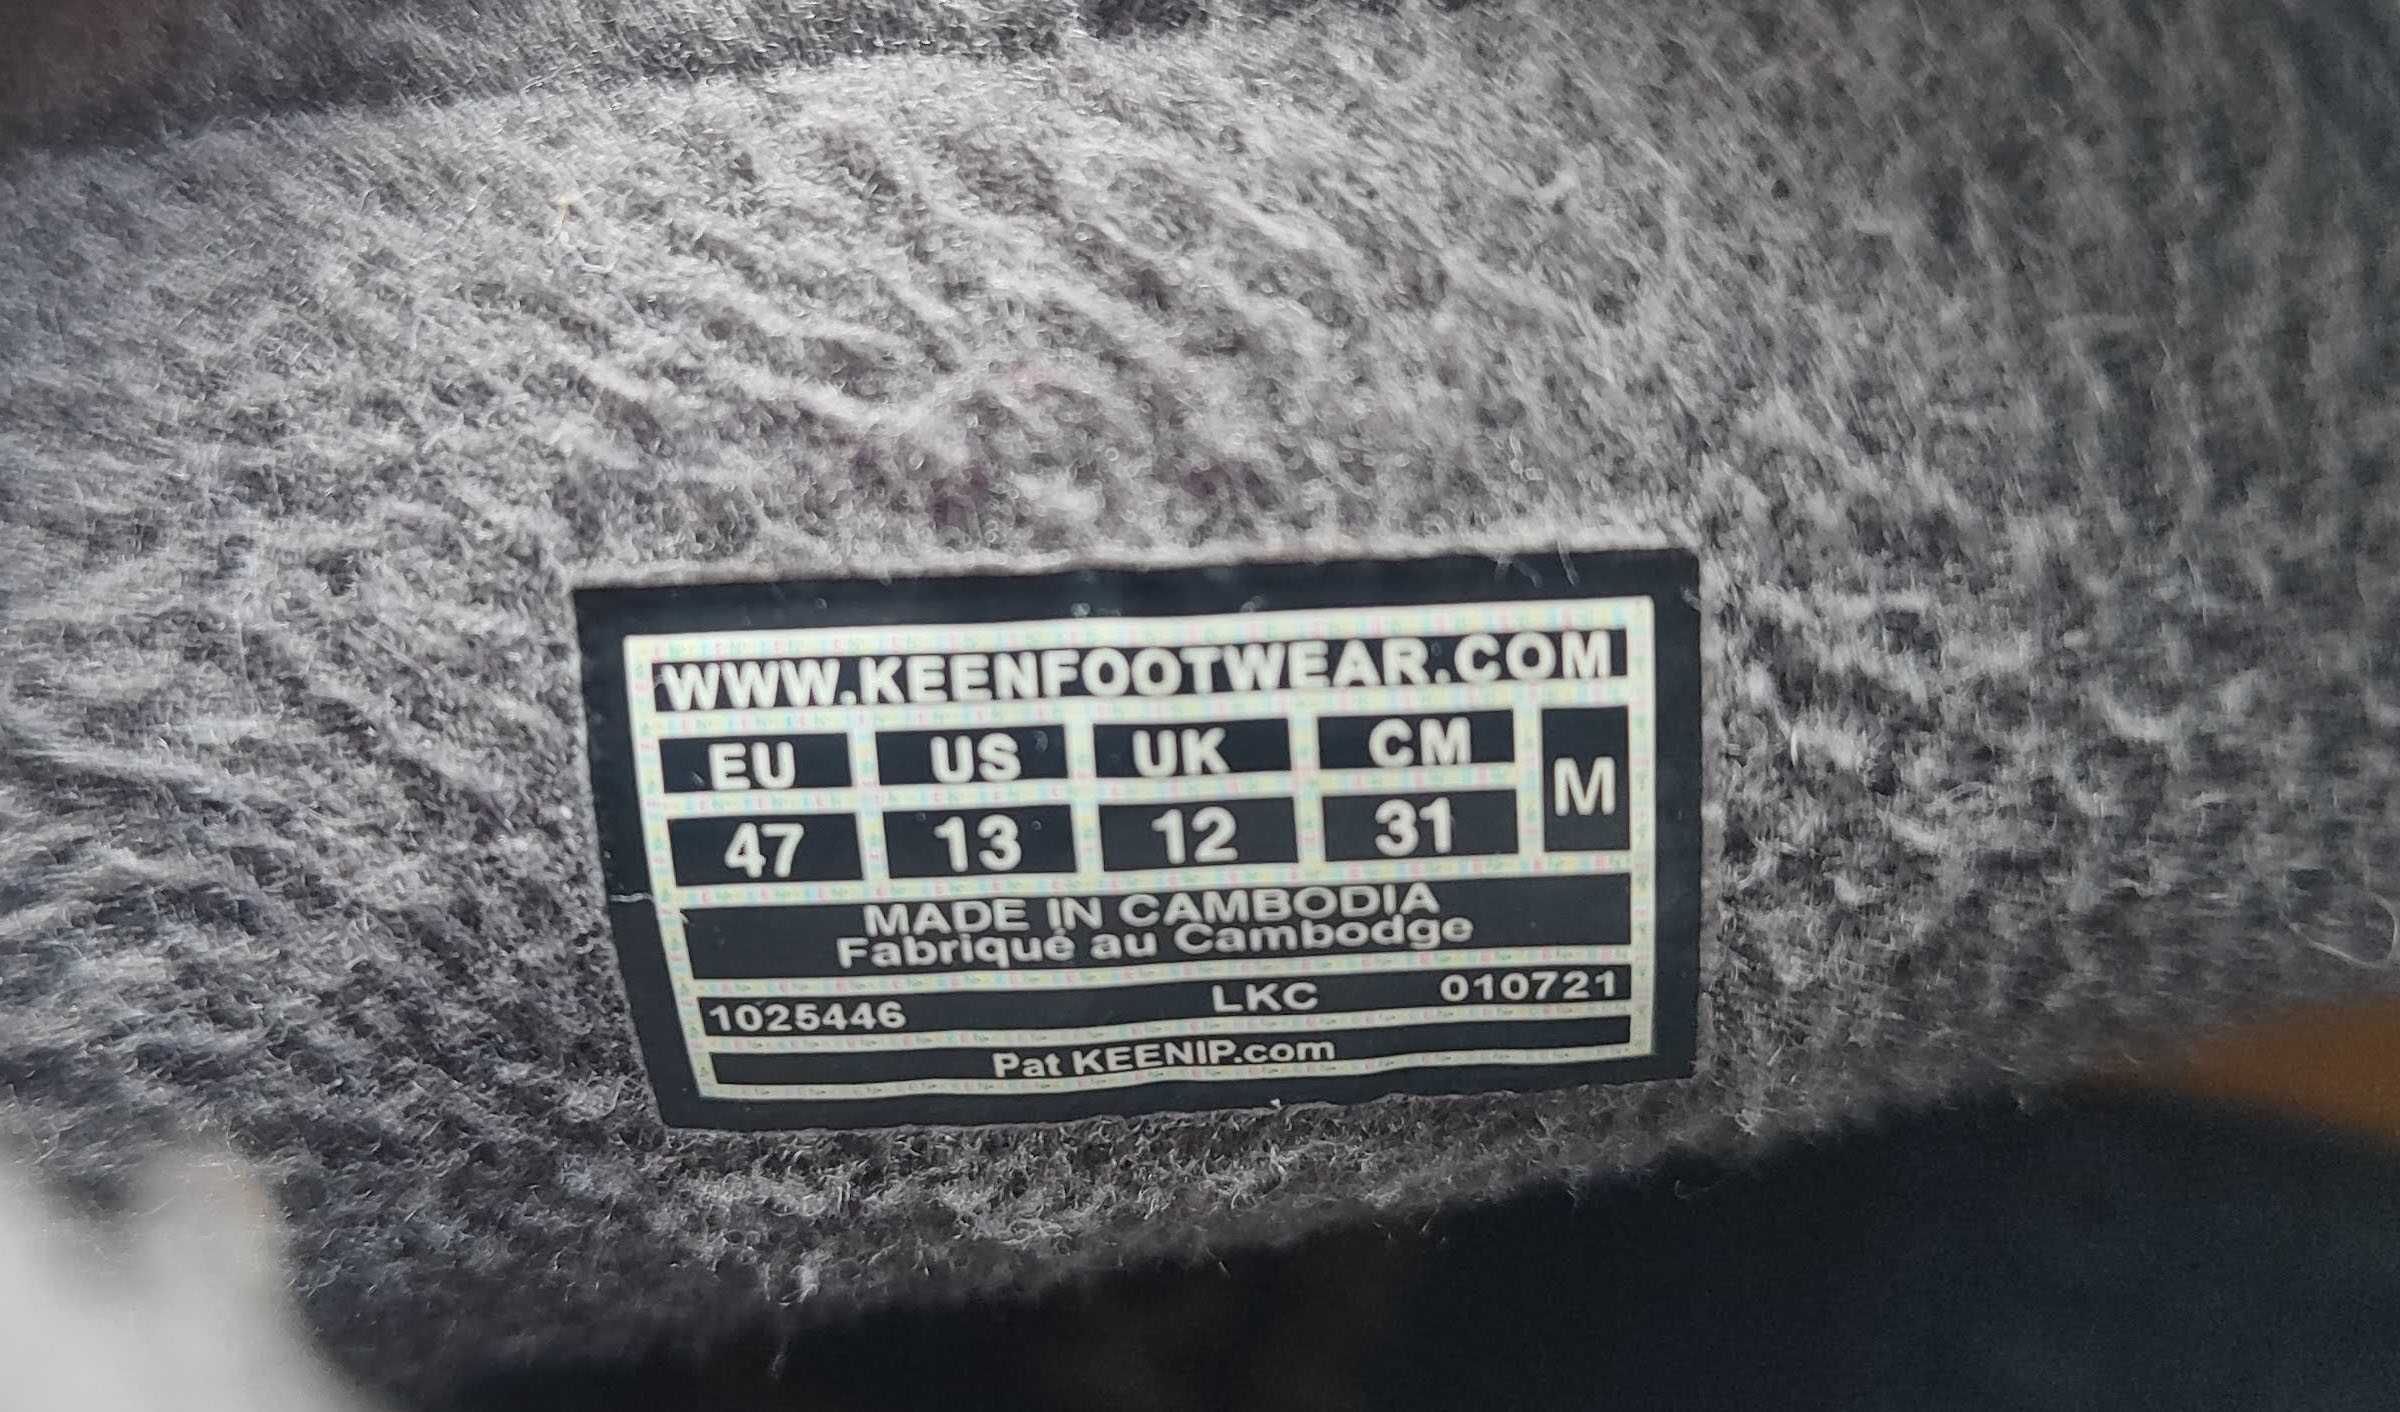 WWW.KEENFOOTWEAR.COM
EU US UK CM M
47 13 12 31
MADE IN CAMBODIA
Fabriqué au Cambodge
1025446 LKC 010721
Pat KEENIP.com